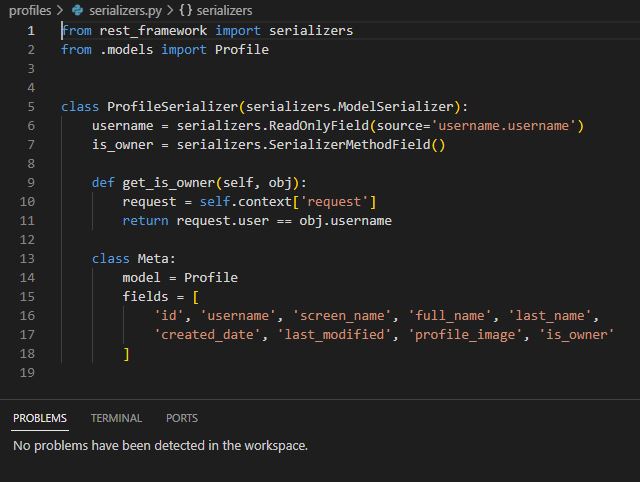 profiles > serializers.py > {} serializers
1 from rest_framework import serializers
2 from .models import Profile
3
4
5 class ProfileSerializer(serializers.ModelSerializer):
6     username = serializers.ReadOnlyField(source='username.username')
7     is_owner = serializers.SerializerMethodField()
8
9     def get_is_owner(self, obj):
10         request = self.context['request']
11         return request.user == obj.username
12
13     class Meta:
14         model = Profile
15         fields = [
16             'id', 'username', 'screen_name', 'full_name', 'last_name',
17             'created_date', 'last_modified', 'profile_image', 'is_owner'
18         ]
19
PROBLEMS TERMINAL PORTS
No problems have been detected in the workspace.